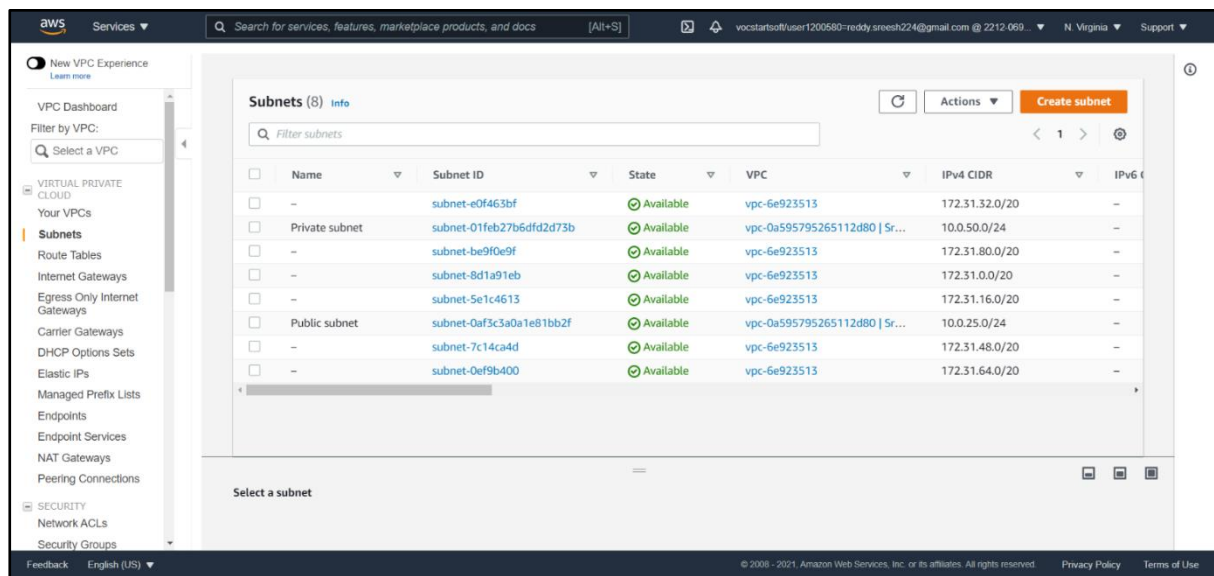 aws Services ▼ Search for services, features, marketplace products, and docs [Alt+S] vocstartsoft/user1200580=reddy.sreesh224@gmail.com @ 2212-069... ▼ N. Virginia ▼ Support ▼
New VPC Experience
Learn more
VPC Dashboard
Filter by VPC:
Select a VPC
VIRTUAL PRIVATE
CLOUD
Your VPCs
Subnets
Route Tables
Internet Gateways
Egress Only Internet
Gateways
Carrier Gateways
DHCP Options Sets
Elastic IPs
Managed Prefix Lists
Endpoints
Endpoint Services
NAT Gateways
Peering Connections
SECURITY
Network ACLs
Security Groups
Subnets (8) Info Actions ▼ Create subnet
Filter subnets < 1 >
Name Subnet ID State VPC IPv4 CIDR IPv6 C
– subnet-e0f463bf Available vpc-6e923513 172.31.32.0/20 –
Private subnet subnet-01feb27b6dfd2d73b Available vpc-0a595795265112d80 | Sr... 10.0.50.0/24 –
– subnet-be9f0e9f Available vpc-6e923513 172.31.80.0/20 –
– subnet-8d1a91eb Available vpc-6e923513 172.31.0.0/20 –
– subnet-5e1c4613 Available vpc-6e923513 172.31.16.0/20 –
Public subnet subnet-0af3c3a0a1e81bb2f Available vpc-0a595795265112d80 | Sr... 10.0.25.0/24 –
– subnet-7c14ca4d Available vpc-6e923513 172.31.48.0/20 –
– subnet-0ef9b400 Available vpc-6e923513 172.31.64.0/20 –
Select a subnet
Feedback English (US) ▼ © 2008 - 2021, Amazon Web Services, Inc. or its affiliates. All rights reserved. Privacy Policy Terms of Use